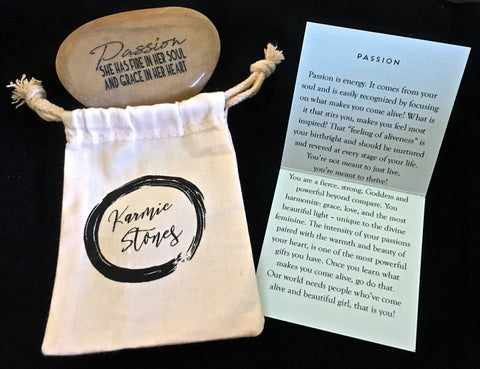 Passion
SHE HAS FIRE IN HER SOUL
AND GRACE IN HER HEART
Karmic
Stones
PASSION
Passion is energy. It comes from your
soul and is easily recognized by focusing
on what makes you come alive! What is
it that stirs you, makes you feel most
inspired! That "feeling of aliveness" is
your birthright and should be nurtured
and revered at every stage of your life.
You're not meant to just live,
you're meant to thrive!
You are a fierce, strong, Goddess and
powerful beyond compare. You
harmonize: grace, love, and the most
beautiful light – unique to the divine
feminine. The intensity of your passions
paired with the warmth and beauty of
your heart, is one of the most powerful
gifts you have. Once you learn what
makes you come alive, go do that.
Our world needs people who've come
alive and beautiful girl, that is you!